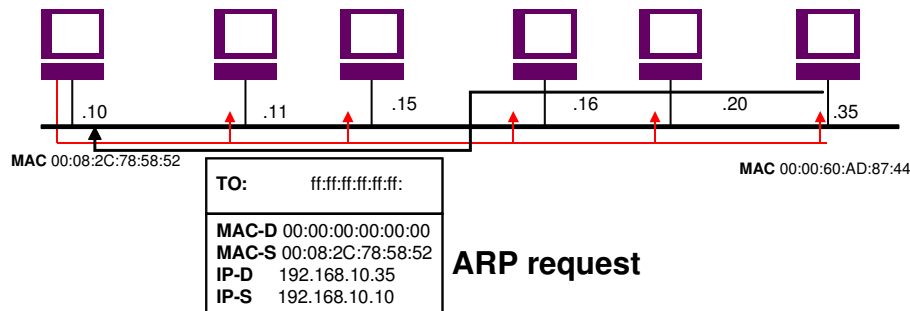 .10
.11
.15
.16
.20
.35
MAC 00:08:2C:78:58:52
MAC 00:00:60:AD:87:44
TO: ff:ff:ff:ff:ff:ff:
MAC-D 00:00:00:00:00:00
MAC-S 00:08:2C:78:58:52
IP-D 192.168.10.35
IP-S 192.168.10.10
ARP request